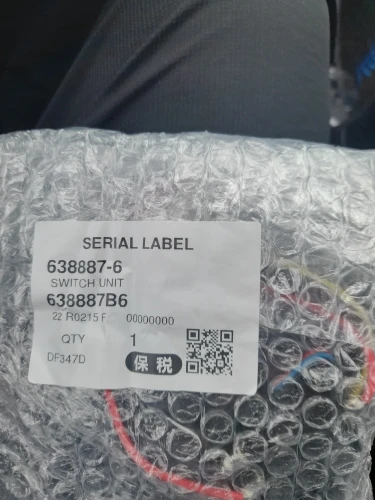 SERIAL LABEL
638887-6
SWITCH UNIT
638887B6
22 R0215 F 00000000
QTY 1
DF347D 保税